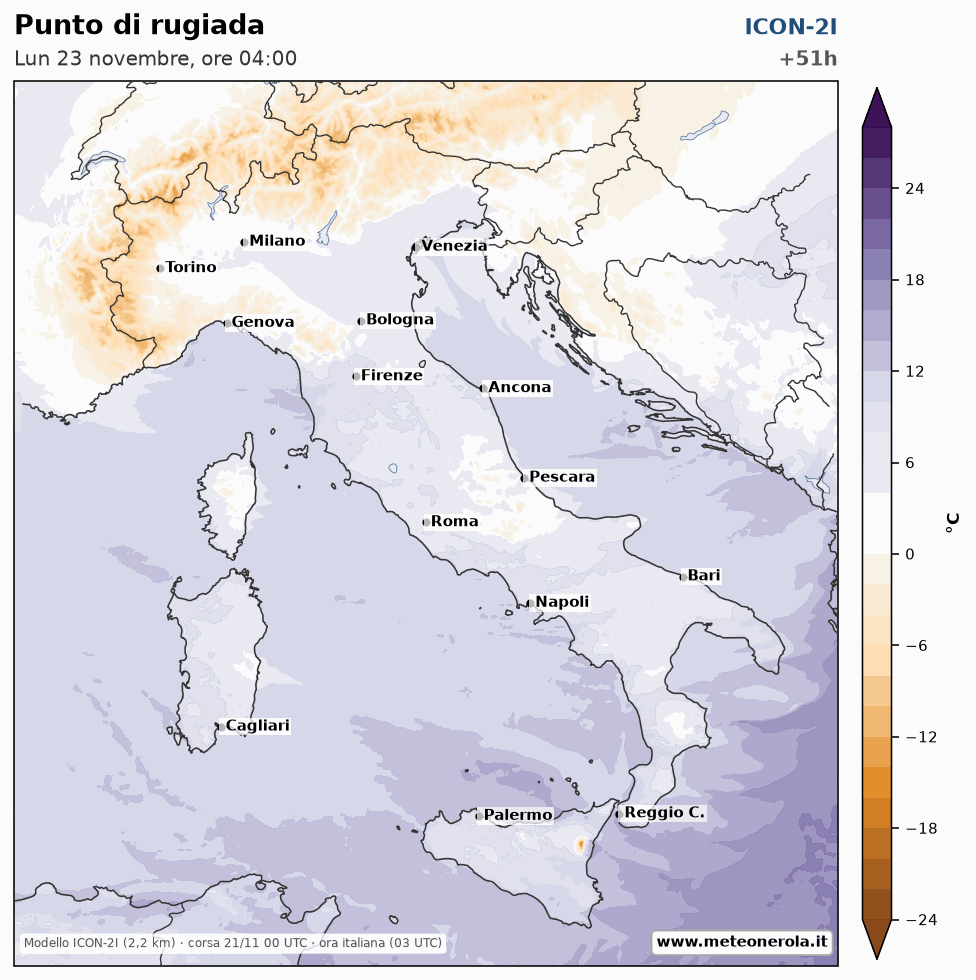 Punto di rugiada
ICON-2I
Lun 23 novembre, ore 04:00
+51h
Milano
Venezia
Torino
Genova
Bologna
Firenze
Ancona
Pescara
Roma
Bari
Napoli
Cagliari
Palermo
Reggio C.
24
18
12
6
0
−6
−12
−18
−24
°C
Modello ICON-2I (2,2 km) · corsa 21/11 00 UTC · ora italiana (03 UTC)
www.meteonerola.it